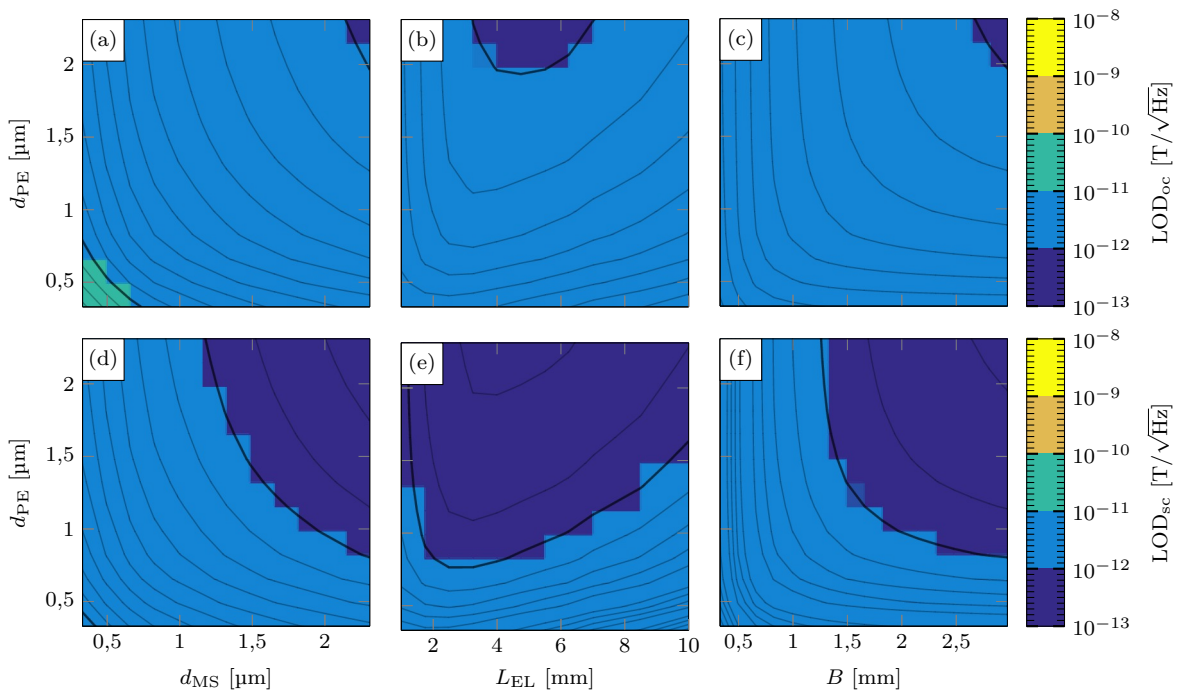 (a)
(b)
(c)
2
1.5
1
0.5
d_PE [µm]
10^−8
10^−9
10^−10
10^−11
10^−12
10^−13
LOD_oc [T/√Hz]
(d)
(e)
(f)
2
1.5
1
0.5
d_PE [µm]
0,5 1 1,5 2
d_MS [µm]
2 4 6 8 10
L_EL [mm]
0,5 1 1,5 2 2,5
B [mm]
10^−8
10^−9
10^−10
10^−11
10^−12
10^−13
LOD_sc [T/√Hz]